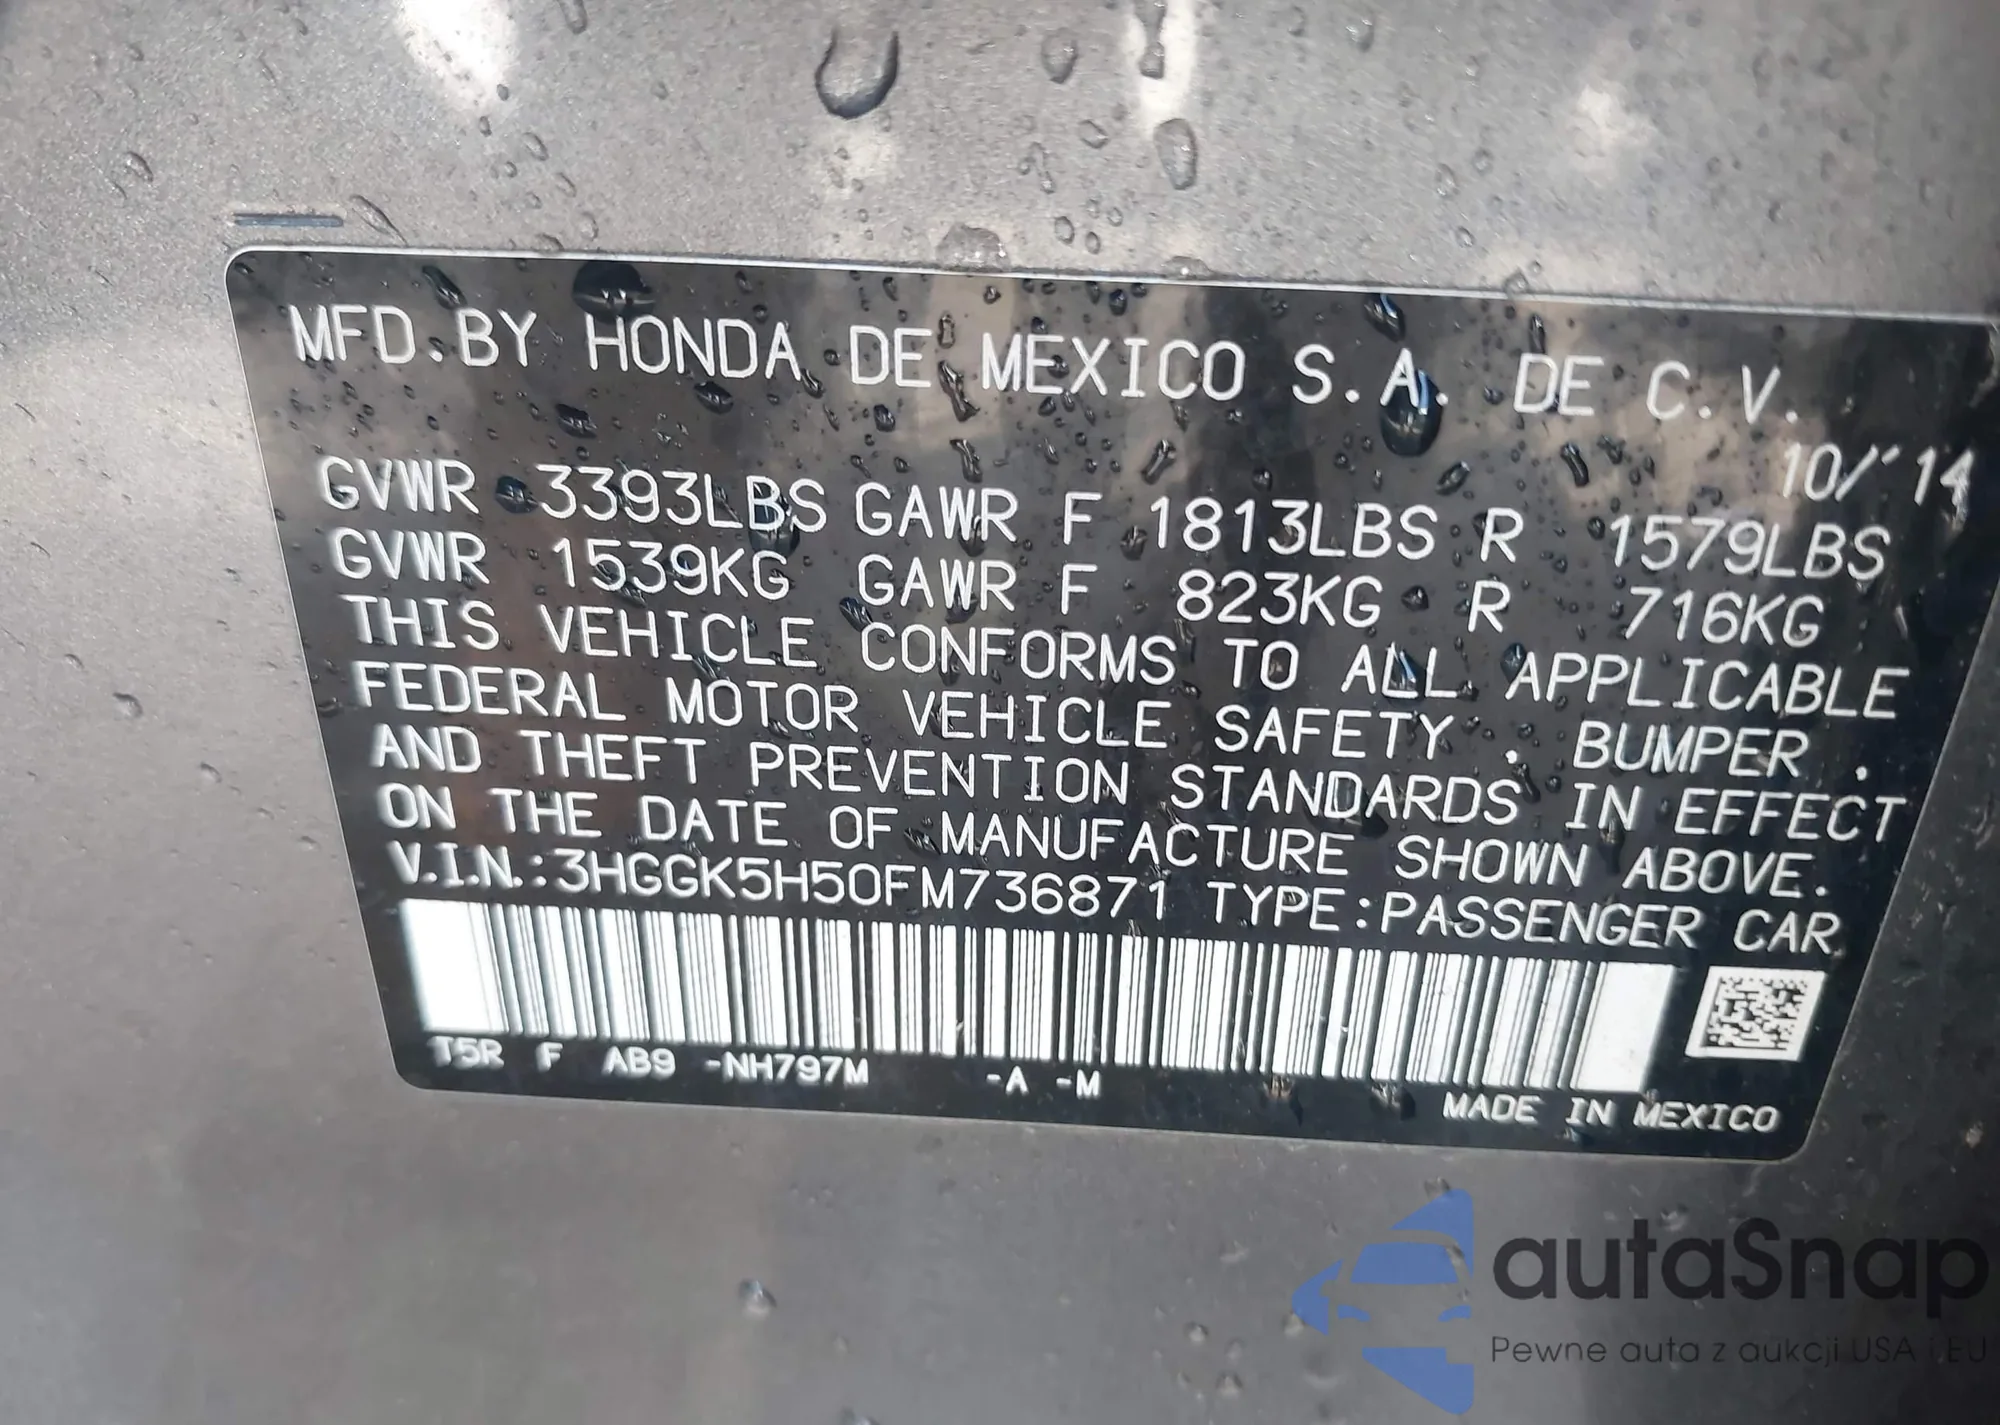 MFD.BY HONDA DE MEXICO S.A. DE C.V.
10/'14
GVWR 3393LBS GAWR F 1813LBS R 1579LBS
GVWR 1539KG GAWR F 823KG R 716KG
THIS VEHICLE CONFORMS TO ALL APPLICABLE
FEDERAL MOTOR VEHICLE SAFETY , BUMPER ,
AND THEFT PREVENTION STANDARDS IN EFFECT
ON THE DATE OF MANUFACTURE SHOWN ABOVE.
V.I.N.:3HGGK5H50FM736871 TYPE:PASSENGER CAR
T5R F AB9 -NH797M -A -M
MADE IN MEXICO
autaSnap
Pewne auta z aukcji USA i EU